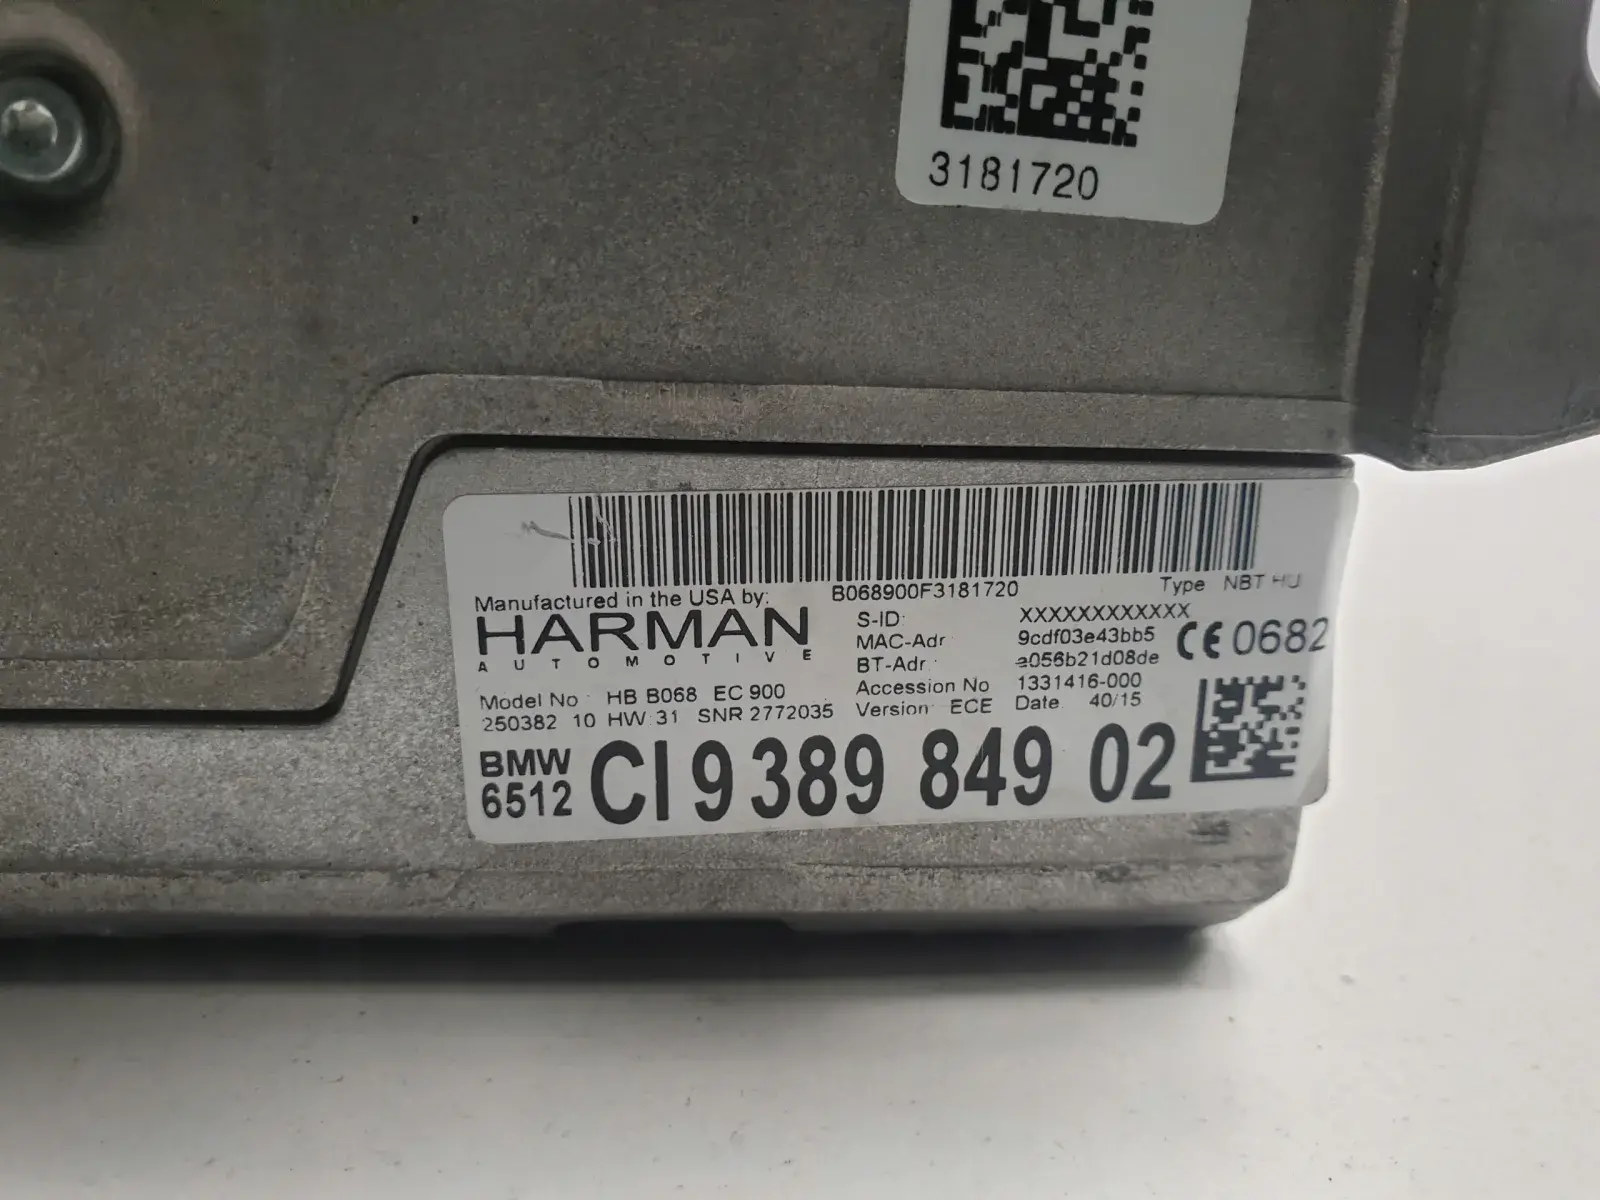 3181720
B068900F3181720
Type NBT HU
Manufactured in the USA by:
HARMAN
AUTOMOTIVE
S-ID: XXXXXXXXXXXX
MAC-Adr 9cdf03e43bb5
BT-Adr.: a056b21d08de
CE 0682
Accession No 1331416-000
Model No : HB B068 EC 900
Version: ECE Date. 40/15
250382 10 HW:31 SNR 2772035
BMW
6512
CI 9 389 849 02